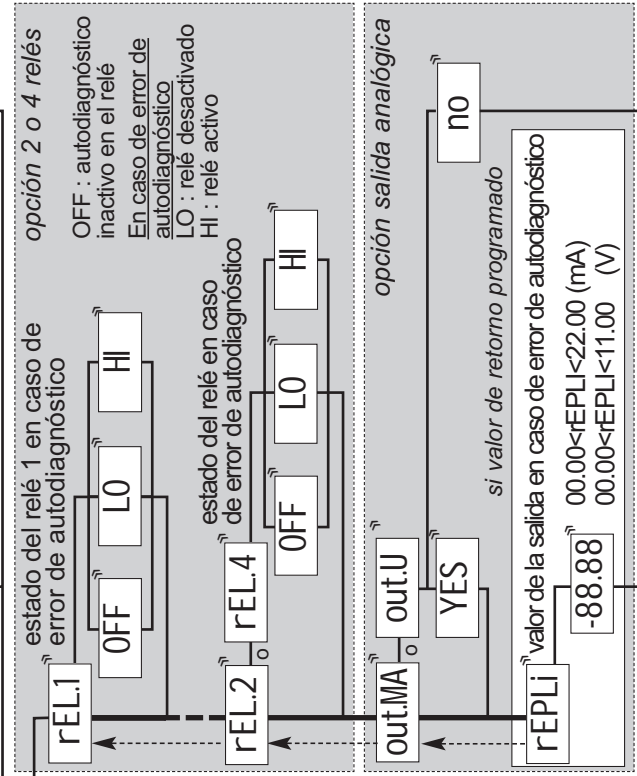 opción 2 o 4 relés
estado del relé 1 en caso de
error de autodiagnóstico
rEL.1
OFF
LO
HI
OFF : autodiagnóstico
inactivo en el relé
En caso de error de
autodiagnóstico
LO : relé desactivado
HI : relé activo
estado del relé en caso
de error de autodiagnóstico
rEL.2
o
rEL.4
OFF
LO
HI
opción salida analógica
out.MA
o
out.U
YES
no
si valor de retorno programado
rEPLi
valor de la salida en caso de error de autodiagnóstico
-88.88
00.00<rEPLI<22.00 (mA)
00.00<rEPLI<11.00 (V)